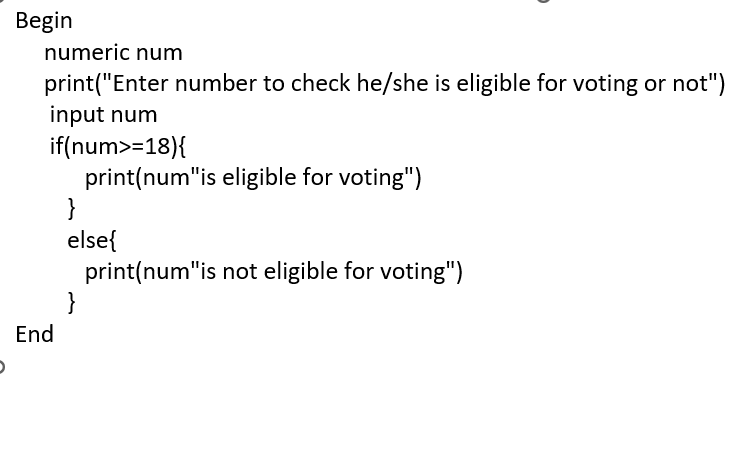 Begin
numeric num
print("Enter number to check he/she is eligible for voting or not")
input num
if(num>=18){
print(num"is eligible for voting")
}
else{
print(num"is not eligible for voting")
}
End